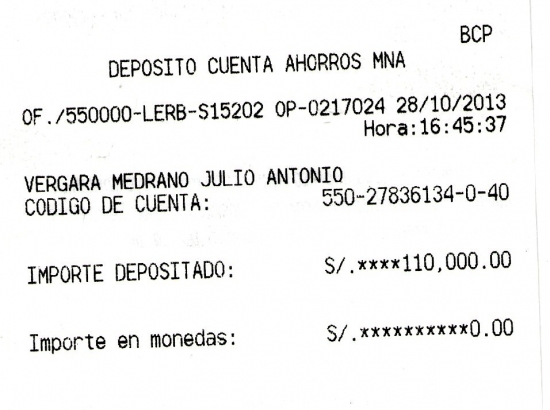 BCP
DEPOSITO CUENTA AHORROS MNA
OF./550000-LERB-S15202 OP-0217024 28/10/2013
Hora:16:45:37
VERGARA MEDRANO JULIO ANTONIO
CODIGO DE CUENTA: 550-27836134-0-40
IMPORTE DEPOSITADO: S/.****110,000.00
Importe en monedas: S/.**********0.00